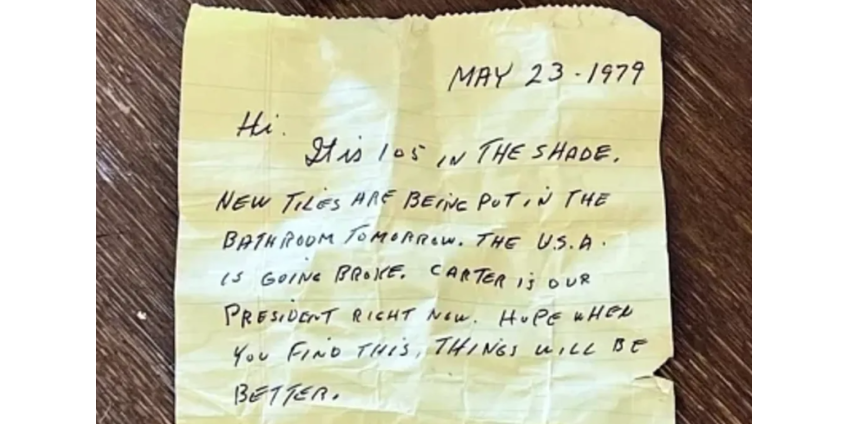 MAY 23-1979
Hi.
It is 105 IN THE SHADE.
NEW TILES ARE BEING PUT IN THE
BATHROOM TOMORROW. THE U.S.A.
IS GOING BROKE. CARTER IS OUR
PRESIDENT RIGHT NOW. HOPE WHEN
YOU FIND THIS, THINGS WILL BE
BETTER.